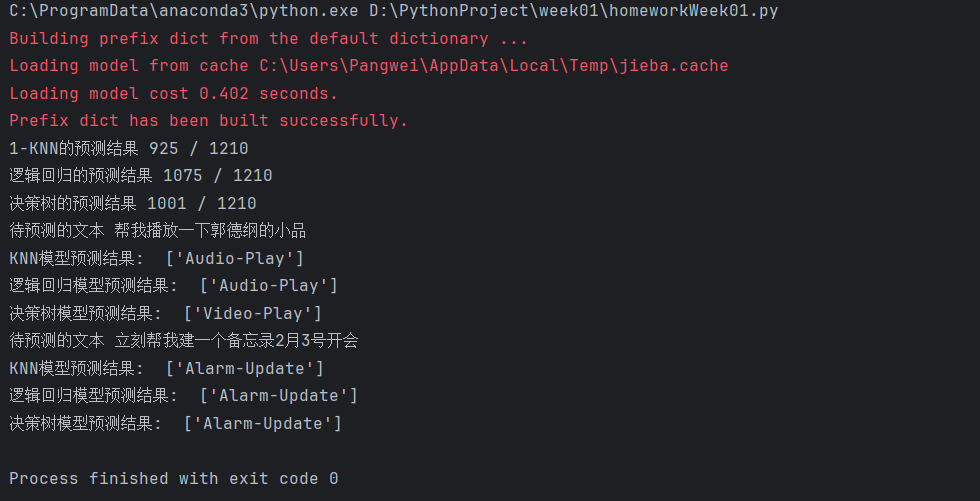 C:\ProgramData\anaconda3\python.exe D:\PythonProject\week01\homeworkWeek01.py
Building prefix dict from the default dictionary ...
Loading model from cache C:\Users\Pangwei\AppData\Local\Temp\jieba.cache
Loading model cost 0.402 seconds.
Prefix dict has been built successfully.
1-KNN的预测结果 925 / 1210
逻辑回归的预测结果 1075 / 1210
决策树的预测结果 1001 / 1210
待预测的文本 帮我播放一下郭德纲的小品
KNN模型预测结果:  ['Audio-Play']
逻辑回归模型预测结果:  ['Audio-Play']
决策树模型预测结果:  ['Video-Play']
待预测的文本 立刻帮我建一个备忘录2月3号开会
KNN模型预测结果:  ['Alarm-Update']
逻辑回归模型预测结果:  ['Alarm-Update']
决策树模型预测结果:  ['Alarm-Update']
Process finished with exit code 0